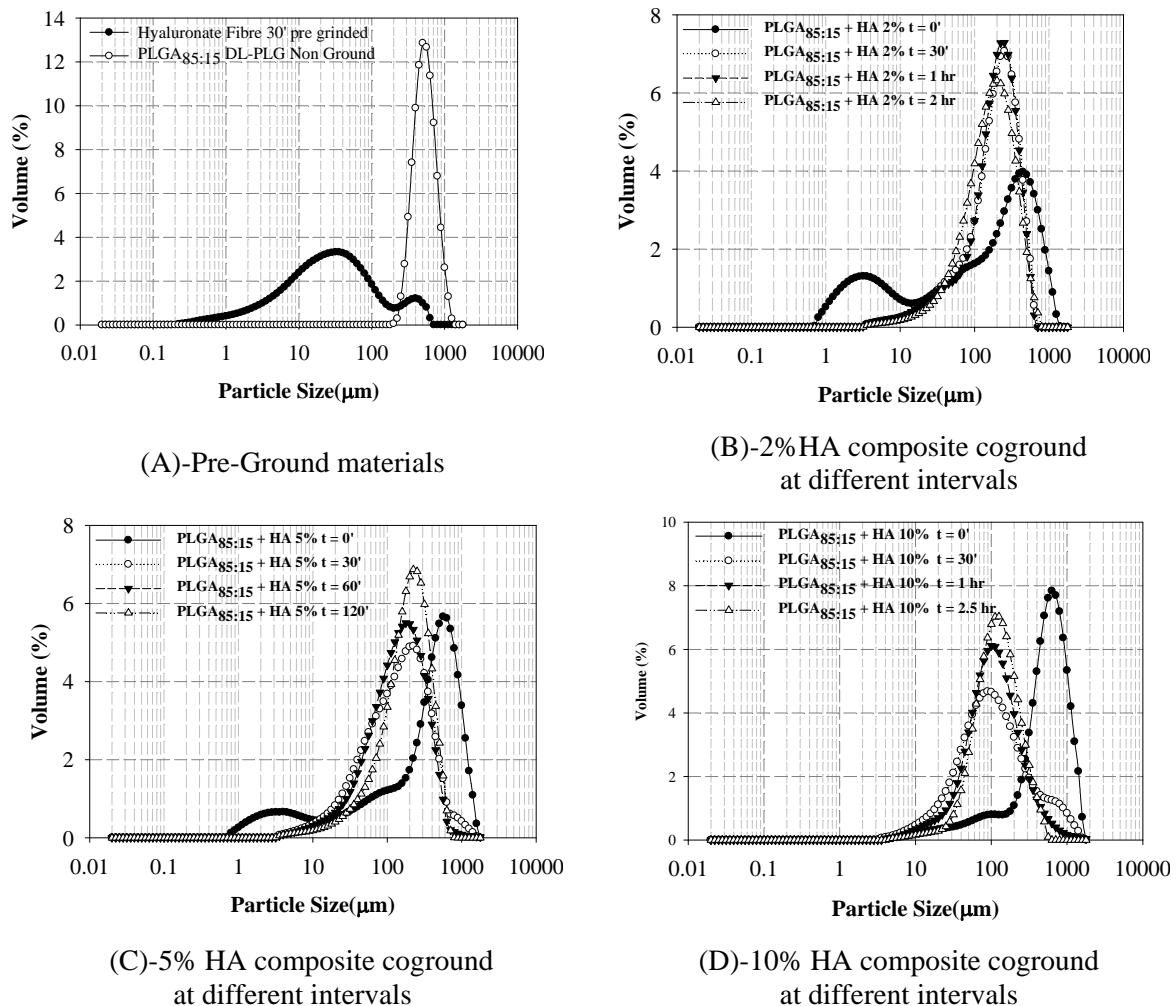 Hyaluronate Fibre 30' pre grinded
PLGA85:15 DL-PLG Non Ground
14
12
10
8
6
4
2
0
Volume (%)
0.01 0.1 1 10 100 1000 10000
Particle Size(μm)
(A)-Pre-Ground materials
PLGA85:15 + HA 2% t = 0'
PLGA85:15 + HA 2% t = 30'
PLGA85:15 + HA 2% t = 1 hr
PLGA85:15 + HA 2% t = 2 hr
8
6
4
2
0
Volume (%)
0.01 0.1 1 10 100 1000 10000
Particle Size(μm)
(B)-2%HA composite coground
at different intervals
PLGA85:15 + HA 5% t = 0'
PLGA85:15 + HA 5% t = 30'
PLGA85:15 + HA 5% t = 60'
PLGA85:15 + HA 5% t = 120'
8
6
4
2
0
Volume (%)
0.01 0.1 1 10 100 1000 10000
Particle Size(μm)
(C)-5% HA composite coground
at different intervals
PLGA85:15 + HA 10% t = 0'
PLGA85:15 + HA 10% t = 30'
PLGA85:15 + HA 10% t = 1 hr
PLGA85:15 + HA 10% t = 2.5 hr
10
8
6
4
2
0
Volume (%)
0.01 0.1 1 10 100 1000 10000
Particle Size(μm)
(D)-10% HA composite coground
at different intervals